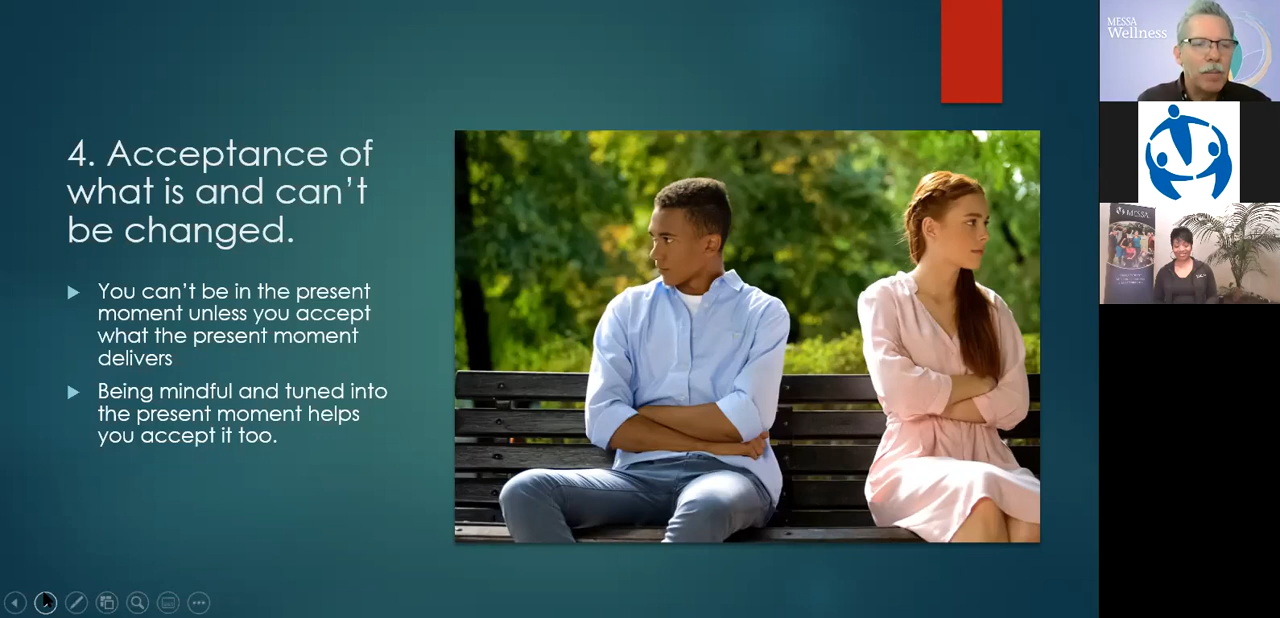 4. Acceptance of
what is and can’t
be changed.
You can’t be in the present
moment unless you accept
what the present moment
delivers
Being mindful and tuned into
the present moment helps
you accept it too.
MESSA
Wellness
MESSA